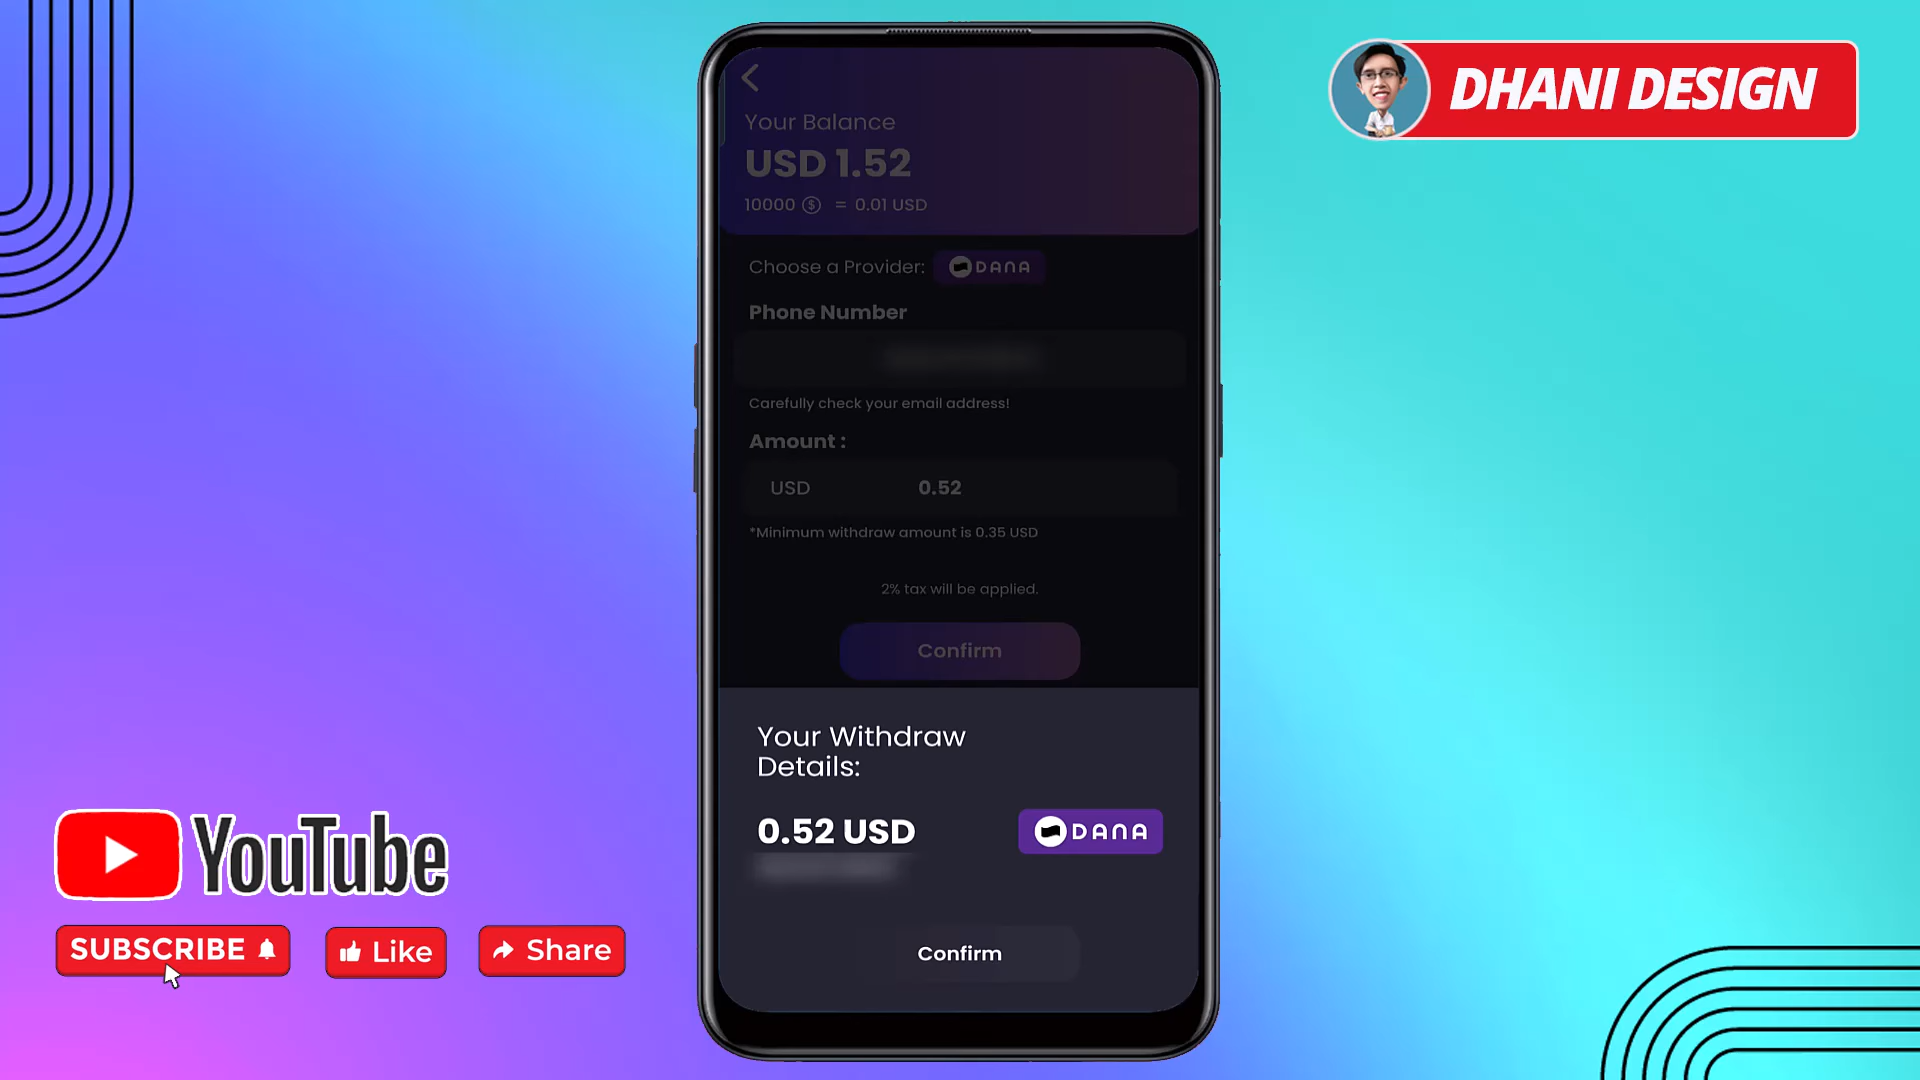 DHANI DESIGN
Your Balance
USD 1.52
10000 $ = 0.01 USD
Choose a Provider: DANA
Phone Number
Carefully check your email address!
Amount :
USD 0.52
*Minimum withdraw amount is 0.35 USD
2% tax will be applied.
Confirm
Your Withdraw
Details:
0.52 USD DANA
Confirm
YouTube
SUBSCRIBE Like Share